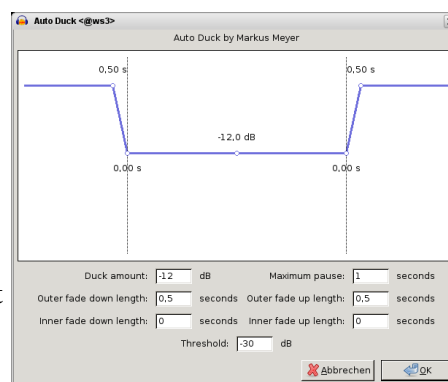 Auto Duck <@ws3>
Auto Duck by Markus Meyer
0,50 s 0,50 s
-12,0 dB
0,00 s 0,00 s
Duck amount: -12 dB Maximum pause: 1 seconds
Outer fade down length: 0,5 seconds Outer fade up length: 0,5 seconds
Inner fade down length: 0 seconds Inner fade up length: 0 seconds
Threshold: -30 dB
Abbrechen OK